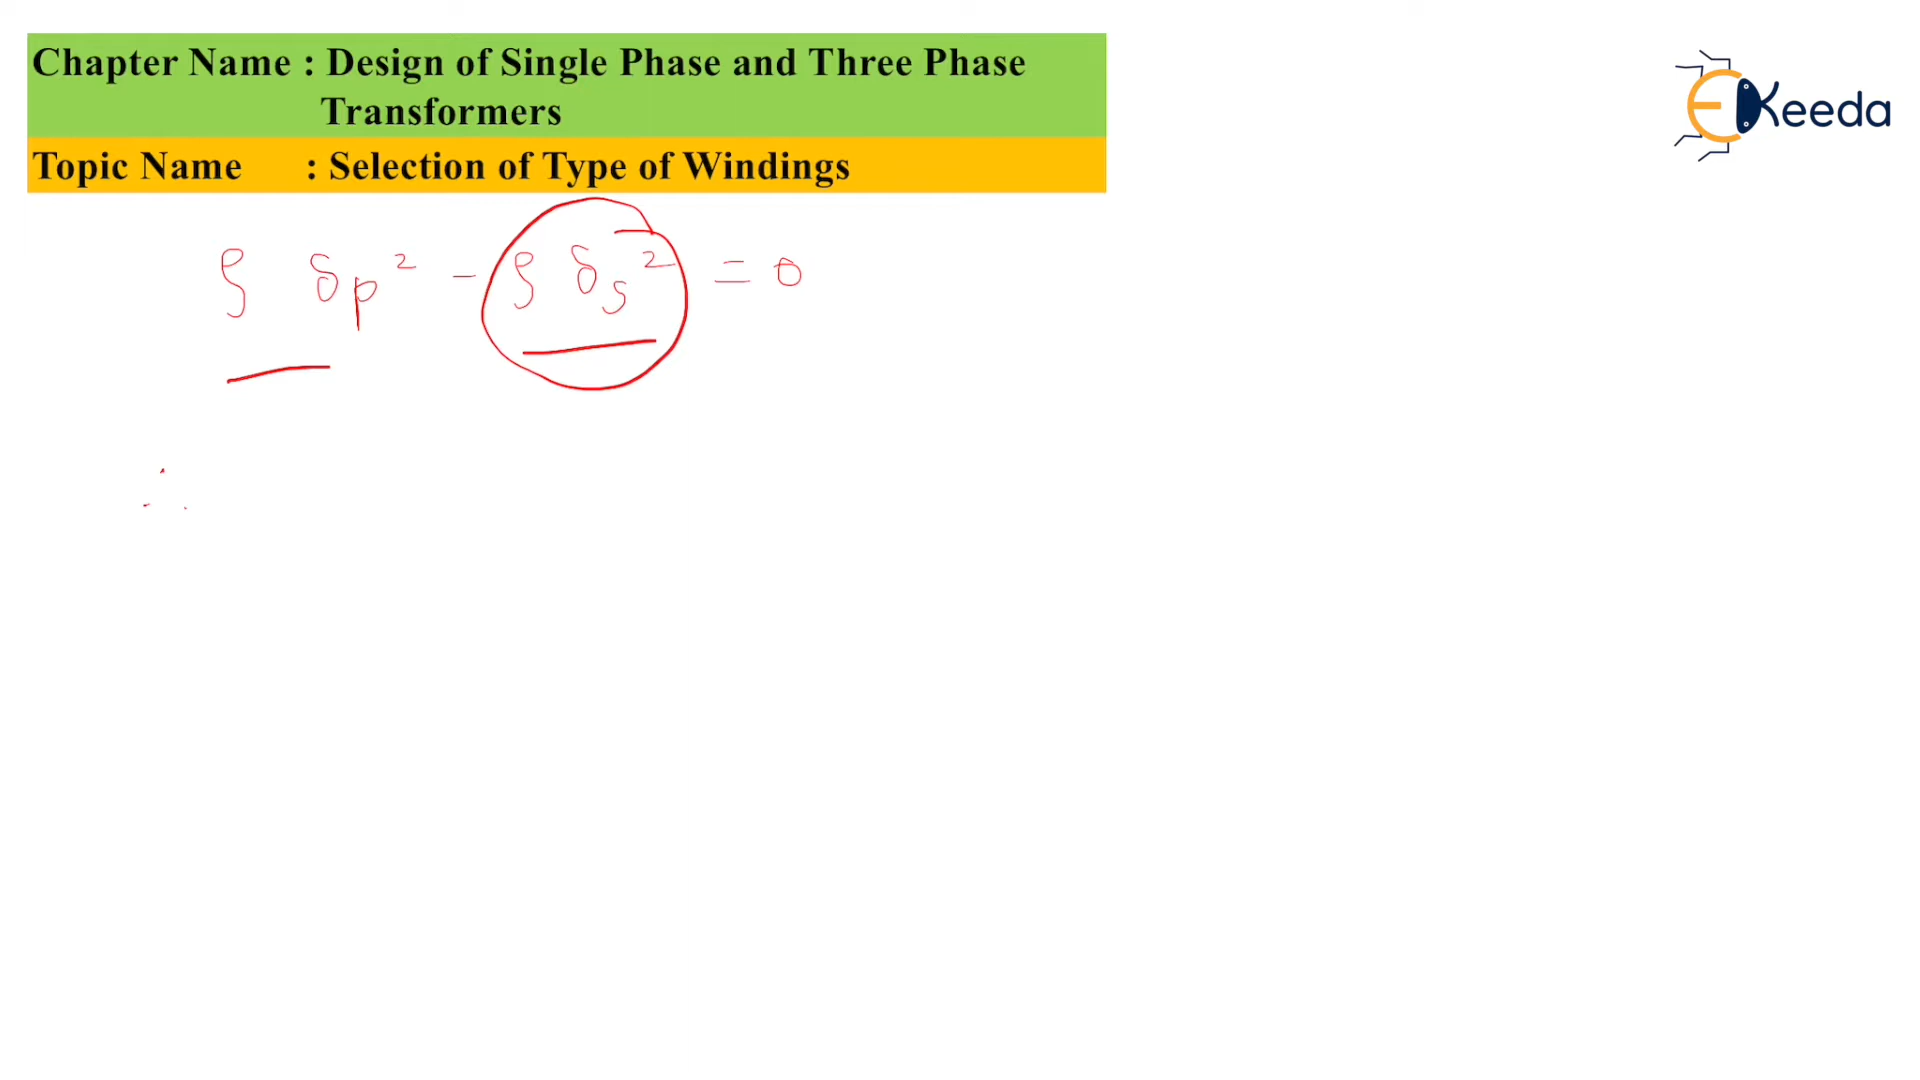 Chapter Name : Design of Single Phase and Three Phase
Transformers
Topic Name : Selection of Type of Windings
EKeeda
ρ δp² - ρ δs² = 0
∴